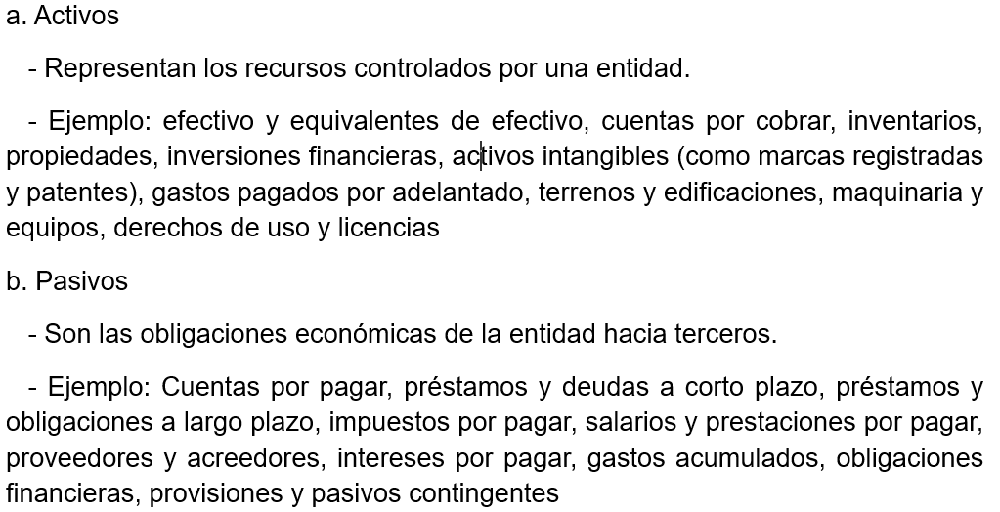 a. Activos
- Representan los recursos controlados por una entidad.
- Ejemplo: efectivo y equivalentes de efectivo, cuentas por cobrar, inventarios,
propiedades, inversiones financieras, activos intangibles (como marcas registradas
y patentes), gastos pagados por adelantado, terrenos y edificaciones, maquinaria y
equipos, derechos de uso y licencias
b. Pasivos
- Son las obligaciones económicas de la entidad hacia terceros.
- Ejemplo: Cuentas por pagar, préstamos y deudas a corto plazo, préstamos y
obligaciones a largo plazo, impuestos por pagar, salarios y prestaciones por pagar,
proveedores y acreedores, intereses por pagar, gastos acumulados, obligaciones
financieras, provisiones y pasivos contingentes